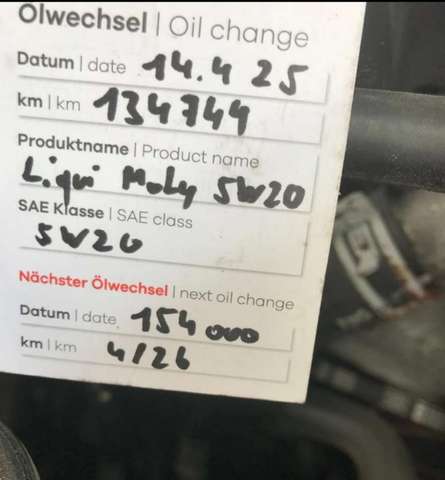 Ölwechsel | Oil change
Datum | date 14.4 25
km | km 134744
Produktname | Product name
Liqui Moly 5W20
SAE Klasse | SAE class
5W20
Nächster Ölwechsel | next oil change
Datum | date 154 000
km | km 4/26